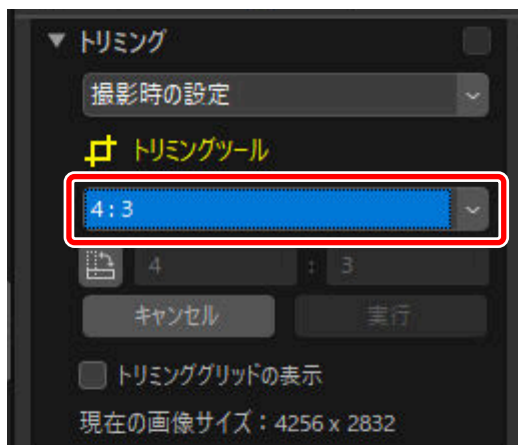 トリミング
撮影時の設定
トリミングツール
4:3
4 : 3
キャンセル 実行
トリミンググリッドの表示
現在の画像サイズ：4256 x 2832